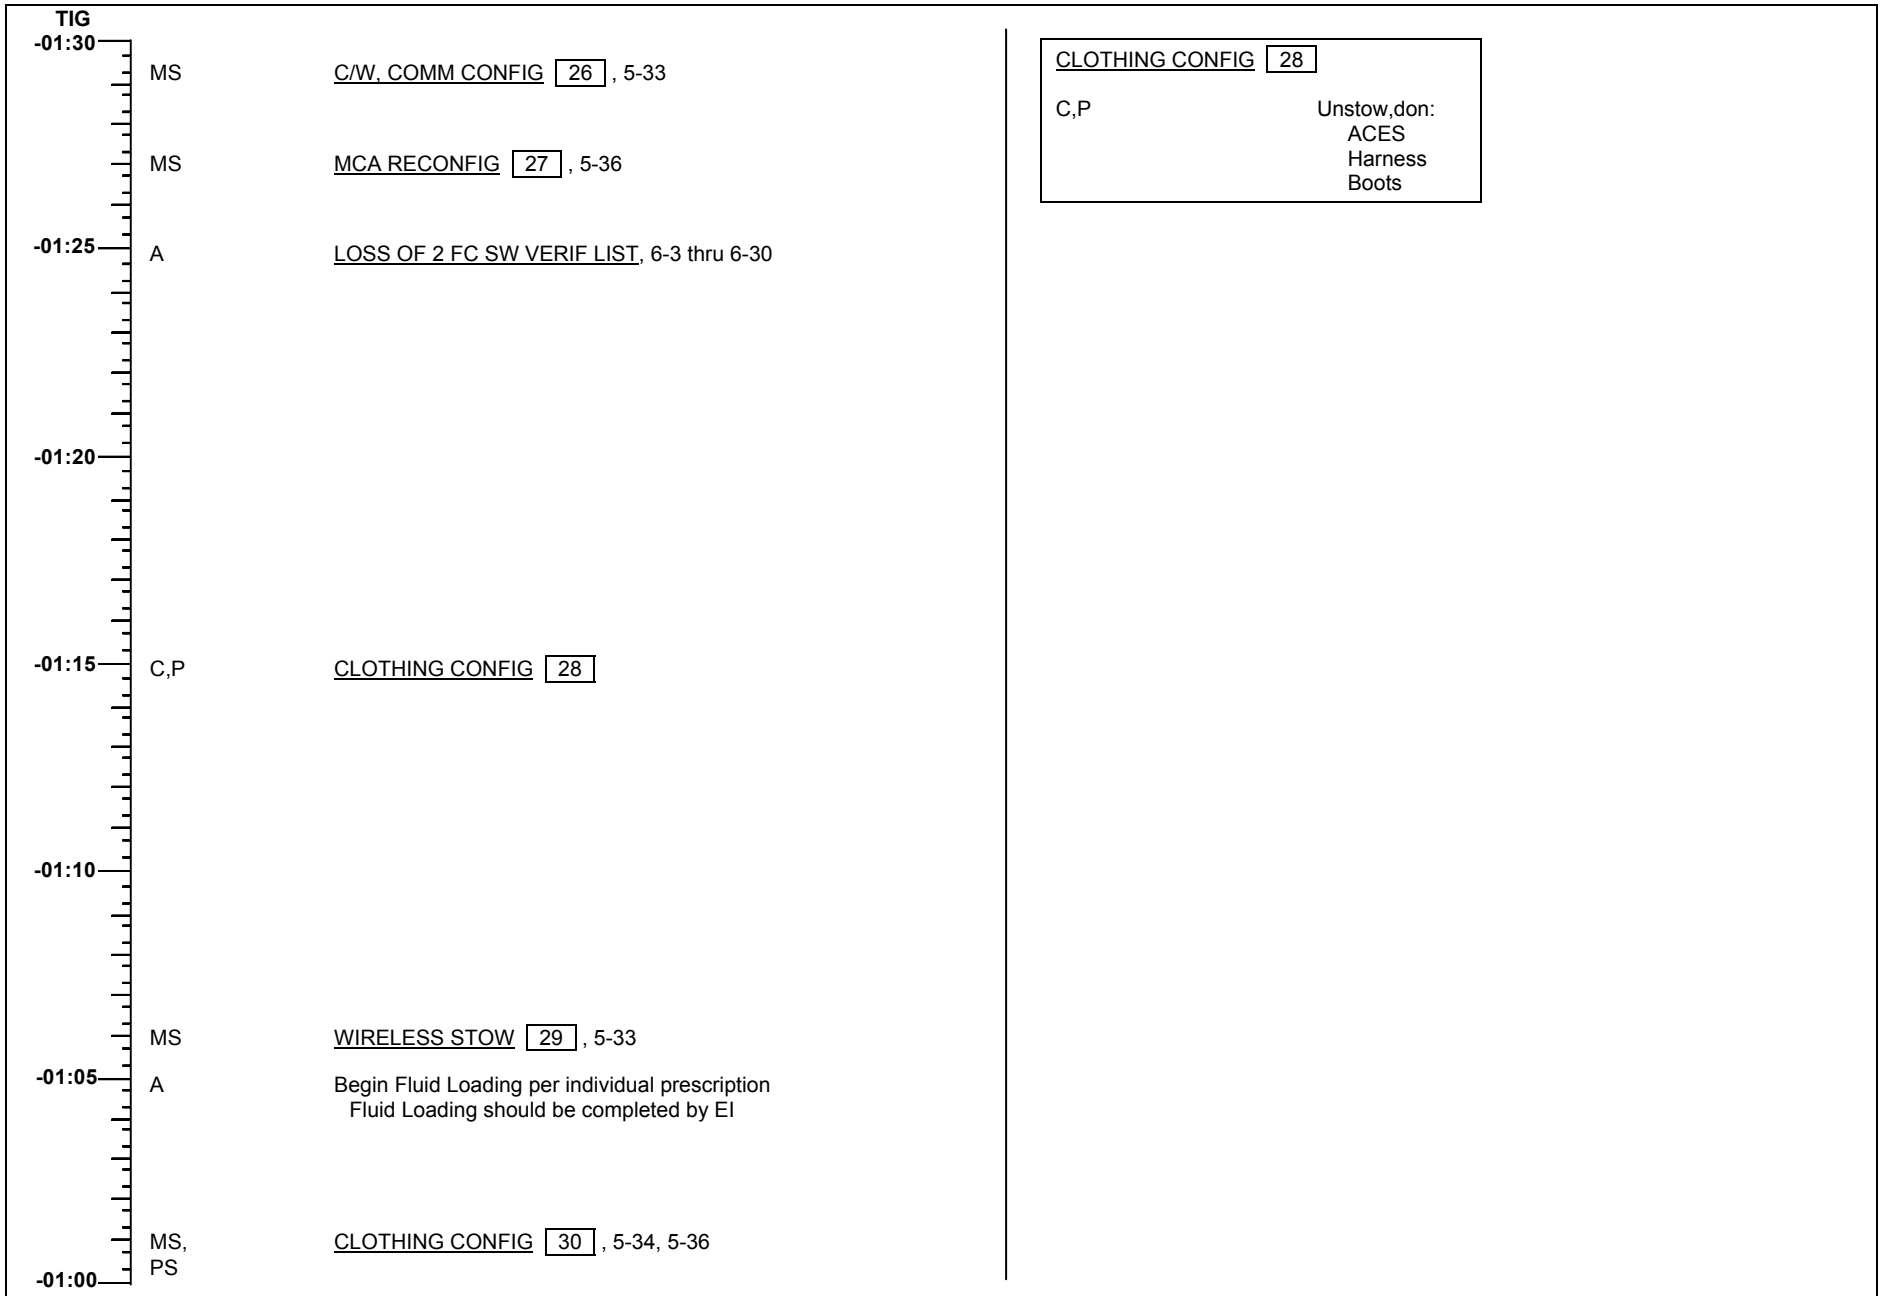 TIG
-01:30
MS C/W, COMM CONFIG 26 , 5-33
MS MCA RECONFIG 27 , 5-36
-01:25
A LOSS OF 2 FC SW VERIF LIST, 6-3 thru 6-30
-01:20
-01:15
C,P CLOTHING CONFIG 28
-01:10
MS WIRELESS STOW 29 , 5-33
-01:05
A Begin Fluid Loading per individual prescription
Fluid Loading should be completed by EI
MS, CLOTHING CONFIG 30 , 5-34, 5-36
PS
-01:00
CLOTHING CONFIG 28
C,P Unstow,don:
ACES
Harness
Boots